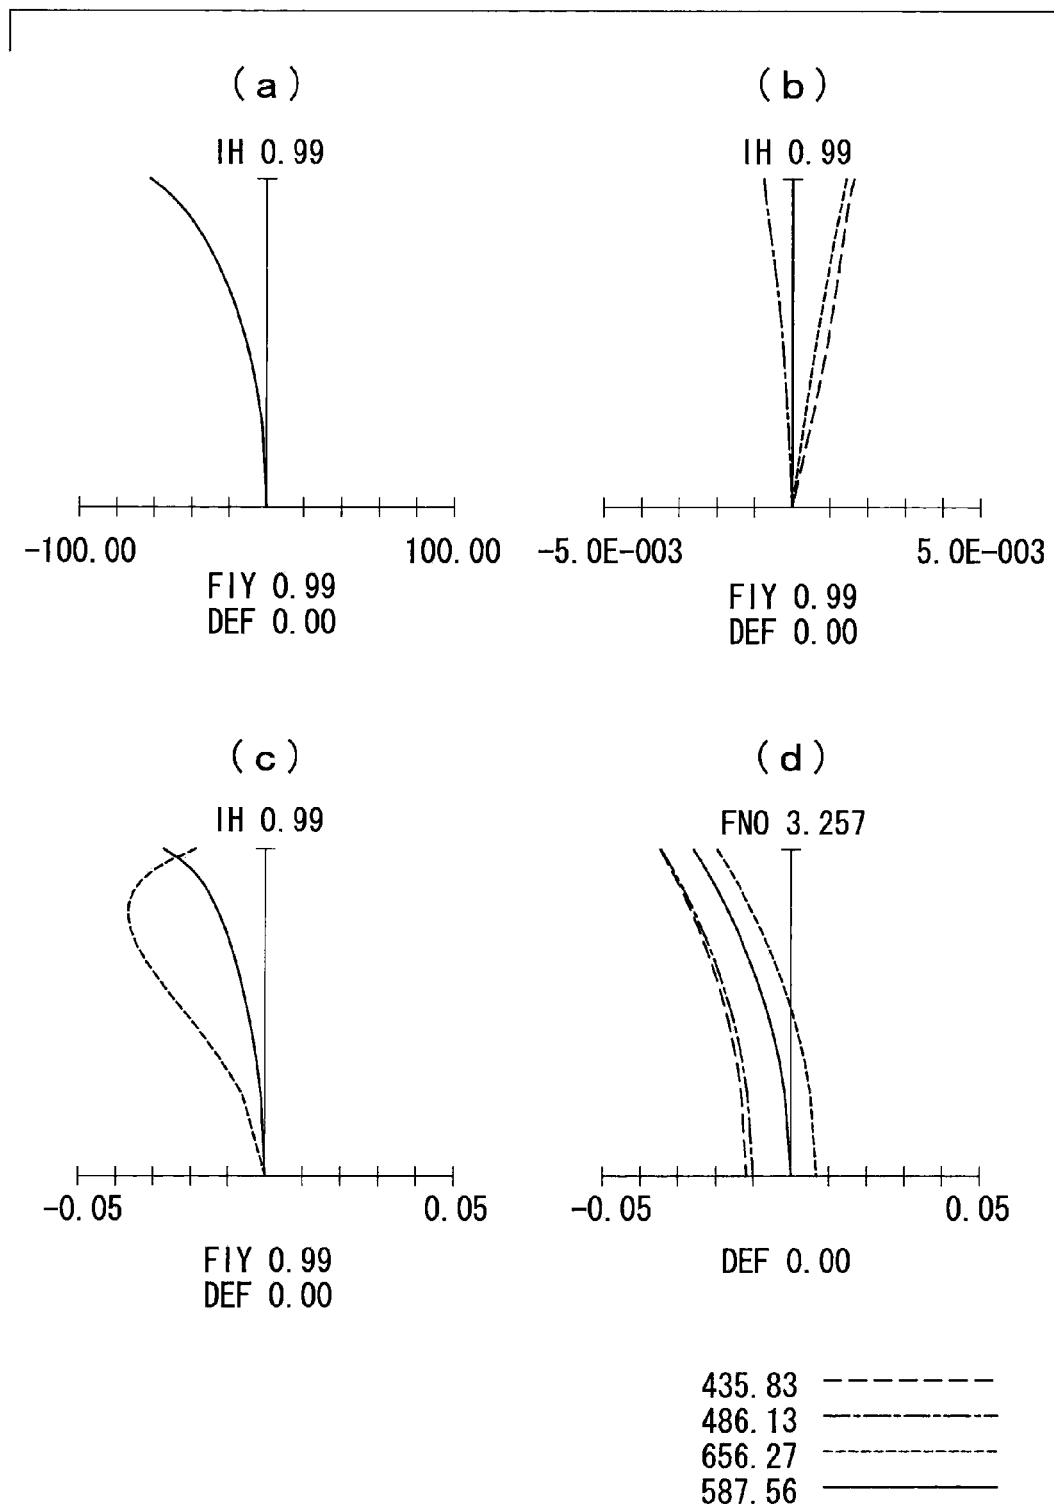 (a)
IH 0.99
-100.00 100.00
FIY 0.99
DEF 0.00
(b)
IH 0.99
-5.0E-003 5.0E-003
FIY 0.99
DEF 0.00
(c)
IH 0.99
-0.05 0.05
FIY 0.99
DEF 0.00
(d)
FNO 3.257
-0.05 0.05
DEF 0.00
435.83
486.13
656.27
587.56